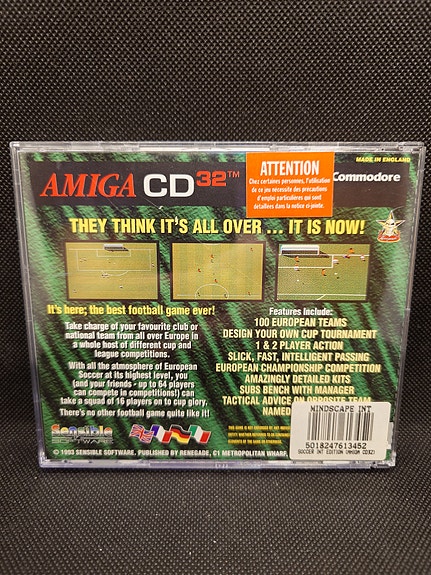 AMIGA CD32™
ATTENTION
Chez certaines personnes, l'utilisation
de ce jeu nécessite des precautions
d'emploi particulières qui sont
détaillées dans la notice ci-jointe.
MADE IN ENGLAND
Commodore
THEY THINK IT'S ALL OVER ... IT IS NOW!
It's here; the best football game ever!
Take charge of your favourite club or
national team from all over Europe in
a whole host of different cup and
league competitions.
With all the atmosphere of European
Soccer at its highest level, you
(and your friends - up to 64 players
can compete in competitions!) can
take a squad of 16 players on to cup glory.
There's no other football game quite like it!
Features Include:
100 EUROPEAN TEAMS
DESIGN YOUR OWN CUP TOURNAMENT
1 & 2 PLAYER ACTION
SLICK, FAST, INTELLIGENT PASSING
EUROPEAN CHAMPIONSHIP COMPETITION
AMAZINGLY DETAILED KITS
SUBS BENCH WITH MANAGER
TACTICAL ADVICE ON OPPOSITE TEAM
NAMED
MINDSCAPE INT
5018247613452
SOCCER INT EDITION (AMIGA CD32)
Sensible
SOFTWARE
© 1993 SENSIBLE SOFTWARE. PUBLISHED BY RENEGADE, C1 METROPOLITAN WHARF,